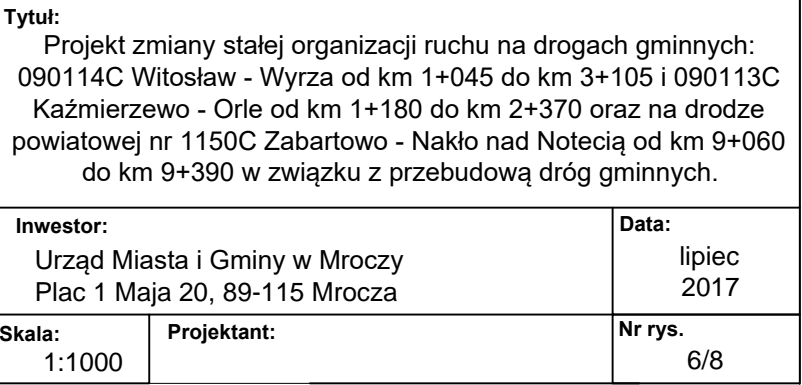 Tytuł:
Projekt zmiany stałej organizacji ruchu na drogach gminnych:
090114C Witosław - Wyrza od km 1+045 do km 3+105 i 090113C
Kaźmierzewo - Orle od km 1+180 do km 2+370 oraz na drodze
powiatowej nr 1150C Zabartowo - Nakło nad Notecią od km 9+060
do km 9+390 w związku z przebudową dróg gminnych.
Inwestor:
Urząd Miasta i Gminy w Mroczy
Plac 1 Maja 20, 89-115 Mrocza
Data:
lipiec
2017
Skala:
1:1000
Projektant:
Nr rys.
6/8